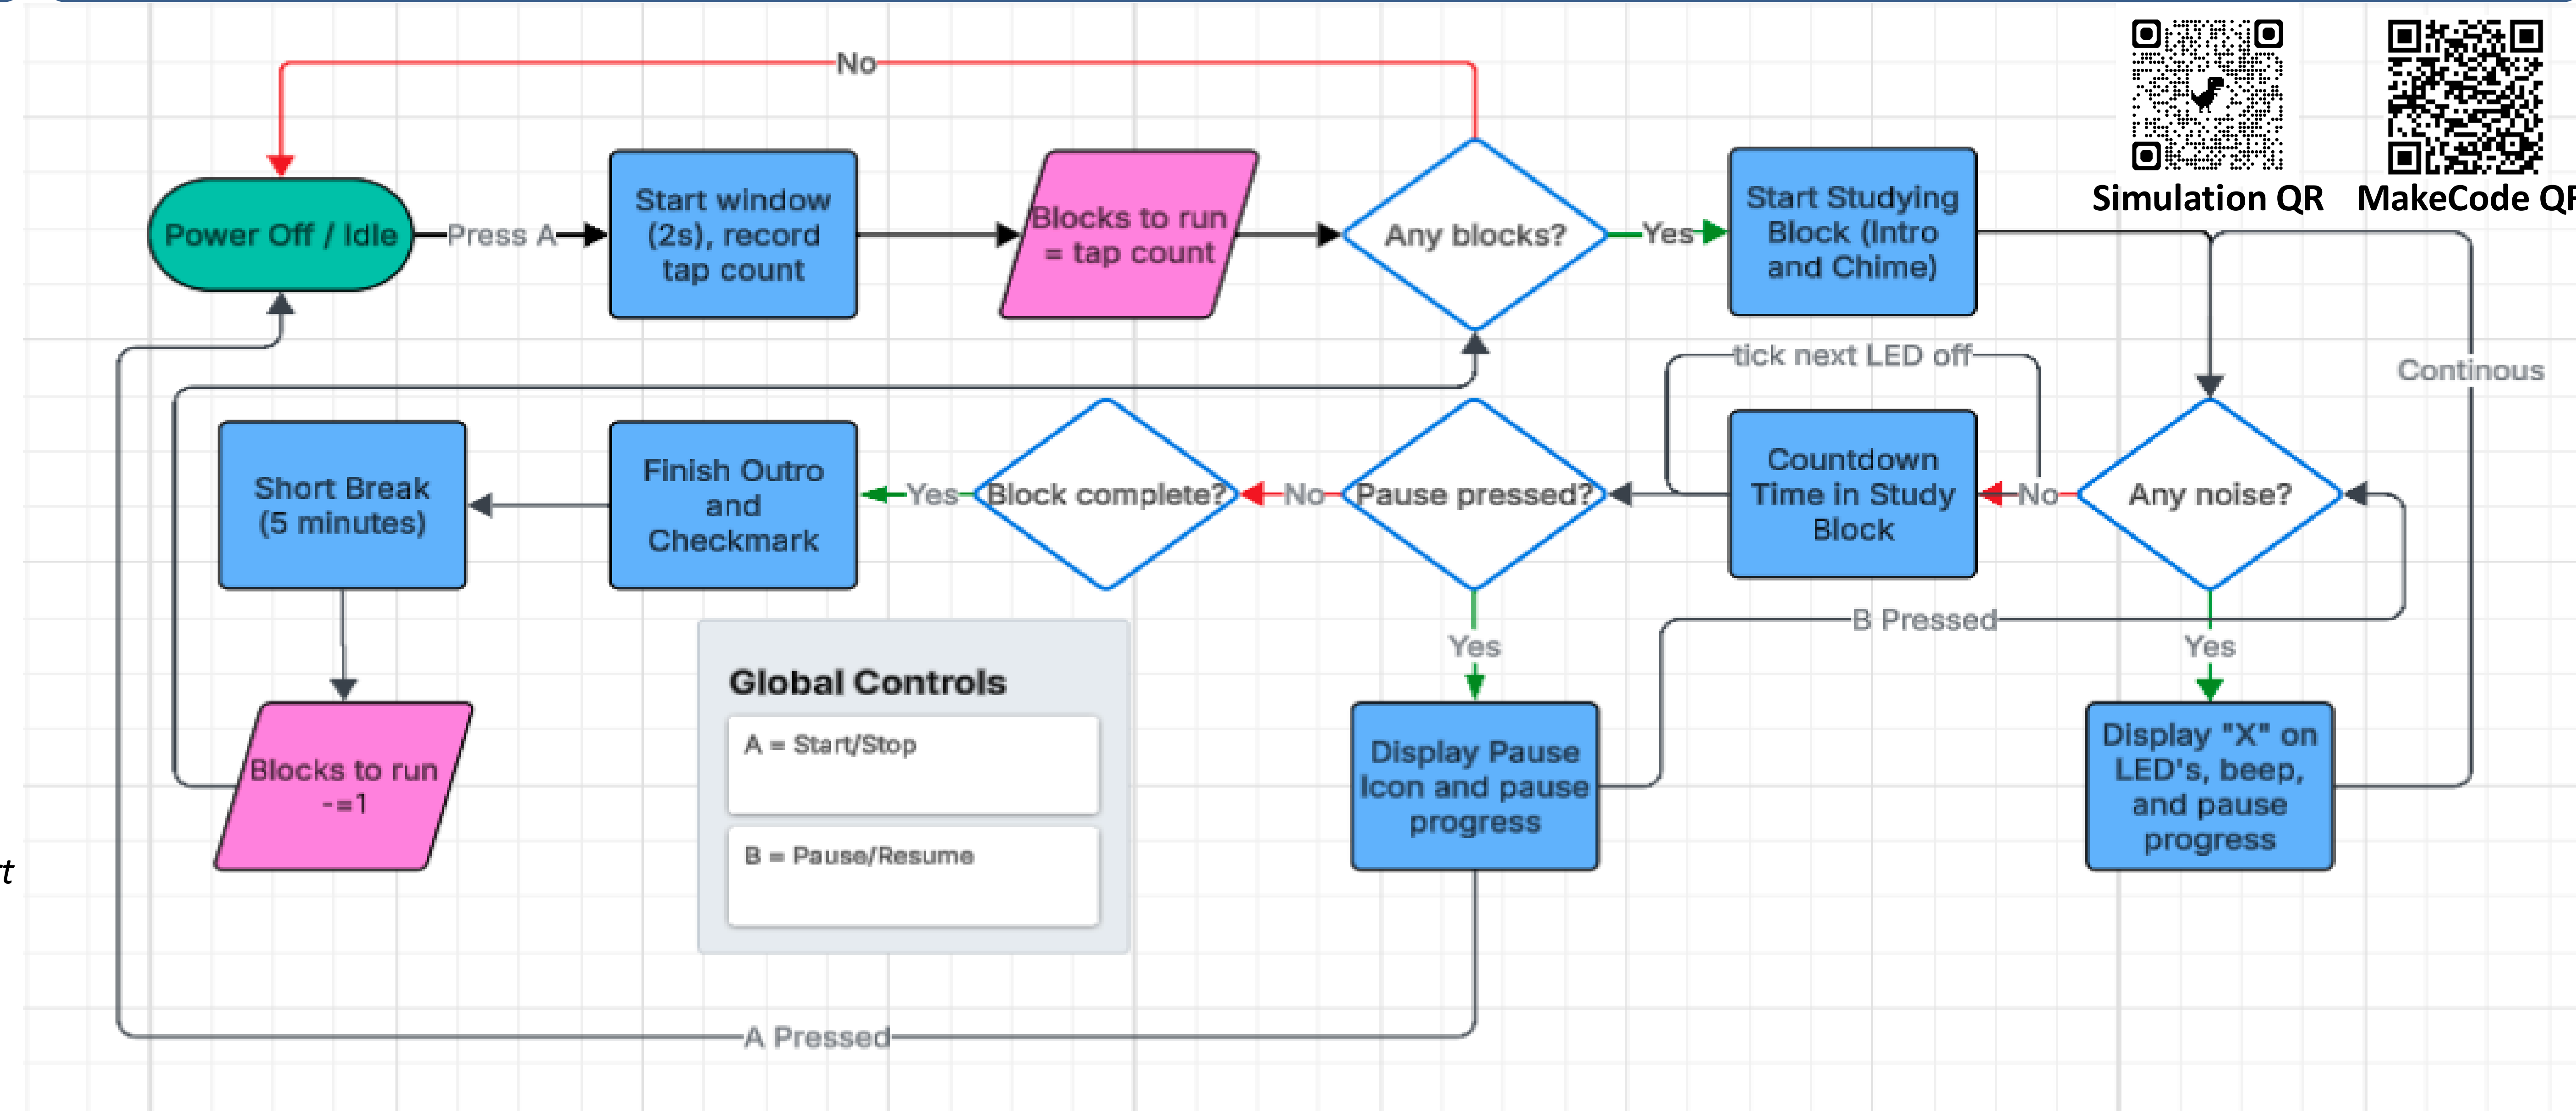 No
Simulation QR
MakeCode QR
Power Off / Idle
Press A
Start window
(2s), record
tap count
Blocks to run
= tap count
Any blocks?
Yes
Start Studying
Block (Intro
and Chime)
tick next LED off
Continous
Short Break
(5 minutes)
Finish Outro
and
Checkmark
Yes
Block complete?
No
Pause pressed?
Countdown
Time in Study
Block
No
Any noise?
B Pressed
Yes
Yes
Global Controls
A = Start/Stop
B = Pause/Resume
Blocks to run
-=1
Display Pause
Icon and pause
progress
Display "X" on
LED's, beep,
and pause
progress
rt
A Pressed